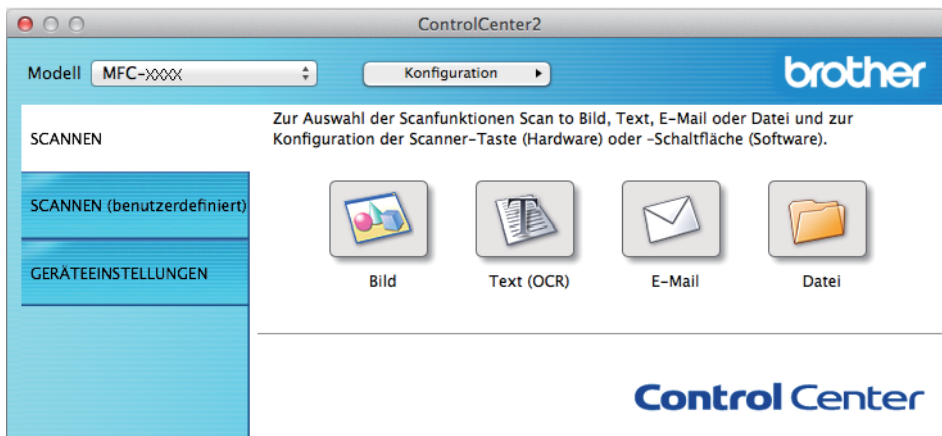 ControlCenter2
Modell MFC-XXXX Konfiguration
brother
SCANNEN
SCANNEN (benutzerdefiniert)
GERÄTEEINSTELLUNGEN
Zur Auswahl der Scanfunktionen Scan to Bild, Text, E-Mail oder Datei und zur
Konfiguration der Scanner-Taste (Hardware) oder -Schaltfläche (Software).
Bild Text (OCR) E-Mail Datei
Control Center